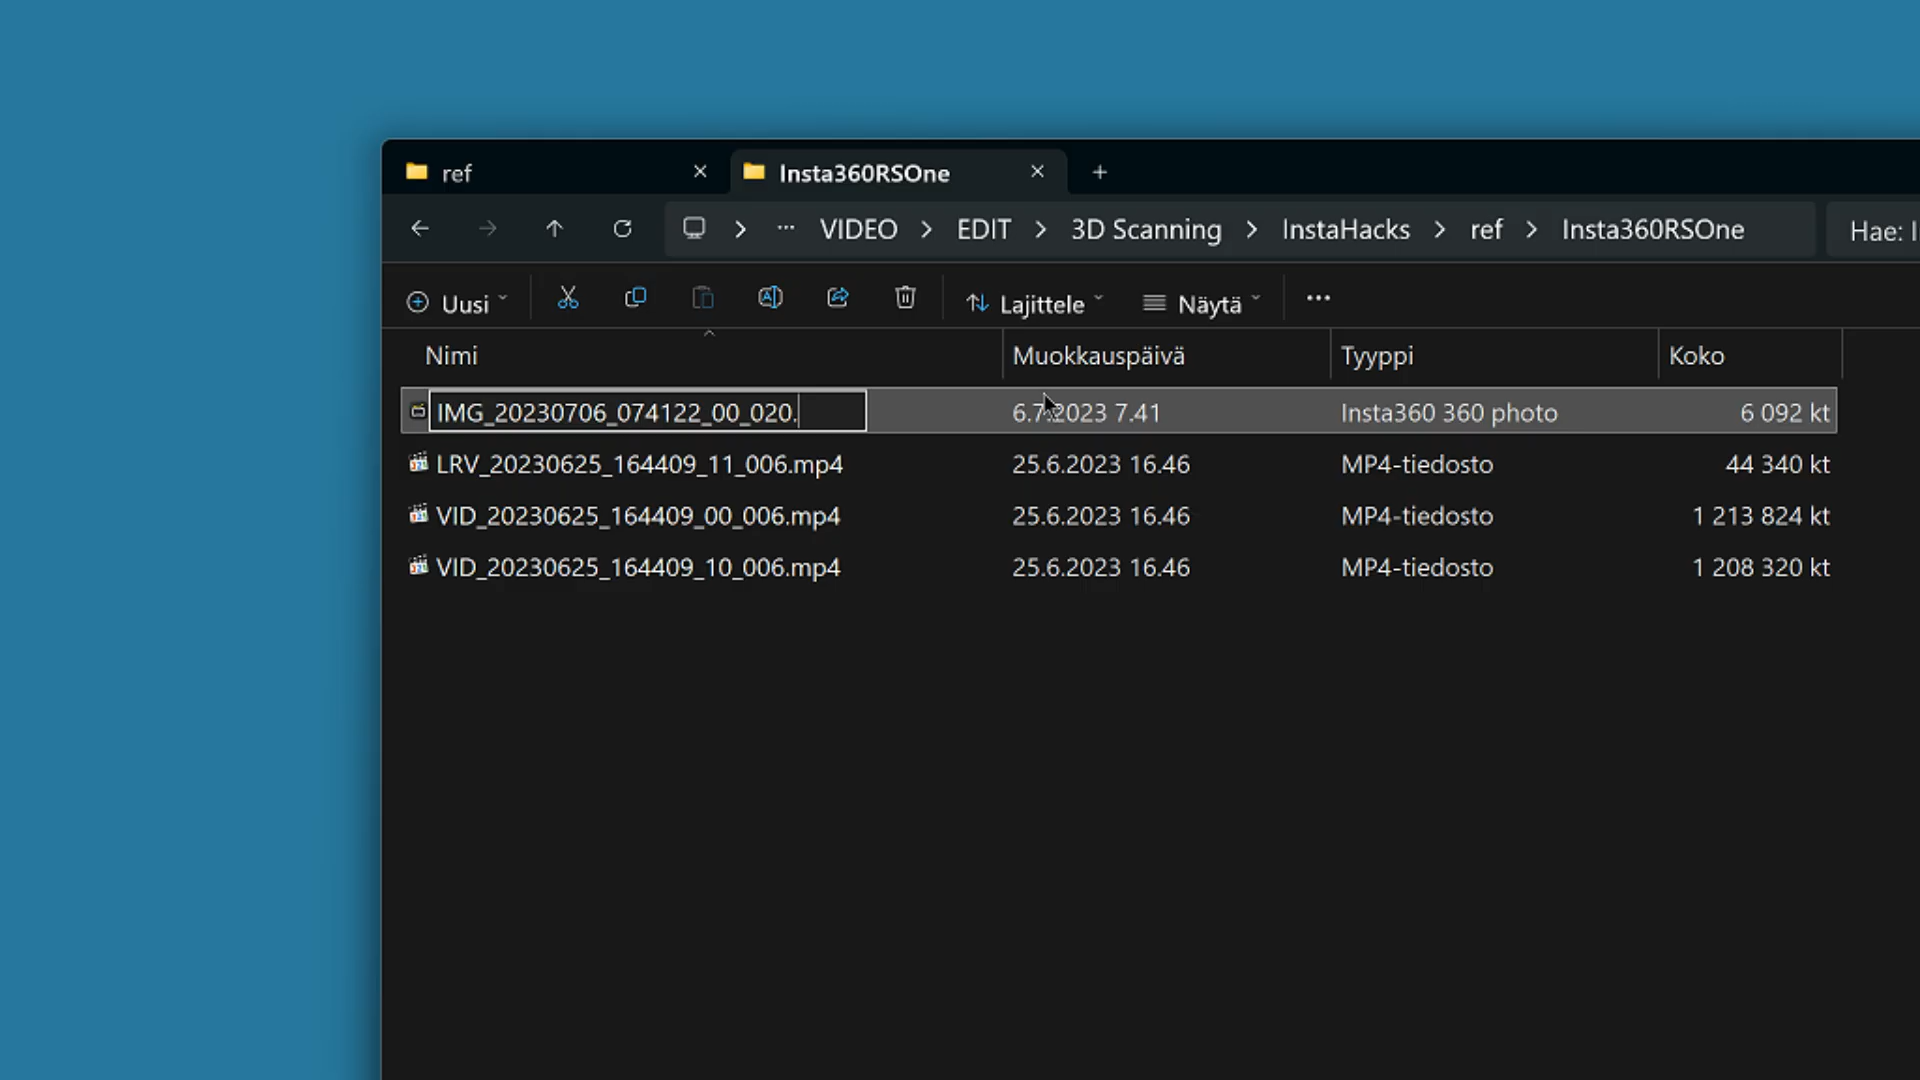 ref
Insta360RSOne
VIDEO > EDIT > 3D Scanning > InstaHacks > ref > Insta360RSOne
Hae:
Uusi
Lajittele
Näytä
Nimi Muokkauspäivä Tyyppi Koko
IMG_20230706_074122_00_020. 6.7.2023 7.41 Insta360 360 photo 6 092 kt
LRV_20230625_164409_11_006.mp4 25.6.2023 16.46 MP4-tiedosto 44 340 kt
VID_20230625_164409_00_006.mp4 25.6.2023 16.46 MP4-tiedosto 1 213 824 kt
VID_20230625_164409_10_006.mp4 25.6.2023 16.46 MP4-tiedosto 1 208 320 kt